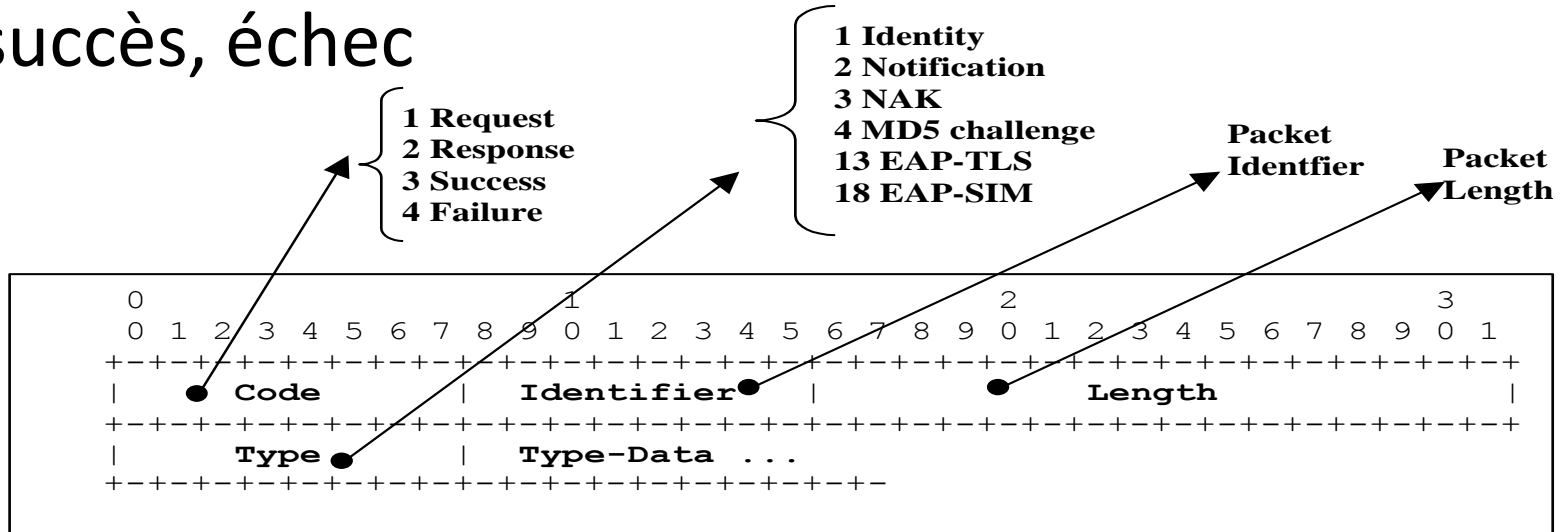 succès, échec
1 Request
2 Response
3 Success
4 Failure
1 Identity
2 Notification
3 NAK
4 MD5 challenge
13 EAP-TLS
18 EAP-SIM
Packet
Identfier
Packet
Length
0 1 2 3
0 1 2 3 4 5 6 7 8 9 0 1 2 3 4 5 6 7 8 9 0 1 2 3 4 5 6 7 8 9 0 1
+-+-+-+-+-+-+-+-+-+-+-+-+-+-+-+-+-+-+-+-+-+-+-+-+-+-+-+-+-+-+-+-+
| Code | Identifier | Length |
+-+-+-+-+-+-+-+-+-+-+-+-+-+-+-+-+-+-+-+-+-+-+-+-+-+-+-+-+-+-+-+-+
| Type | Type-Data ...
+-+-+-+-+-+-+-+-+-+-+-+-+-+-+-+-+-+-